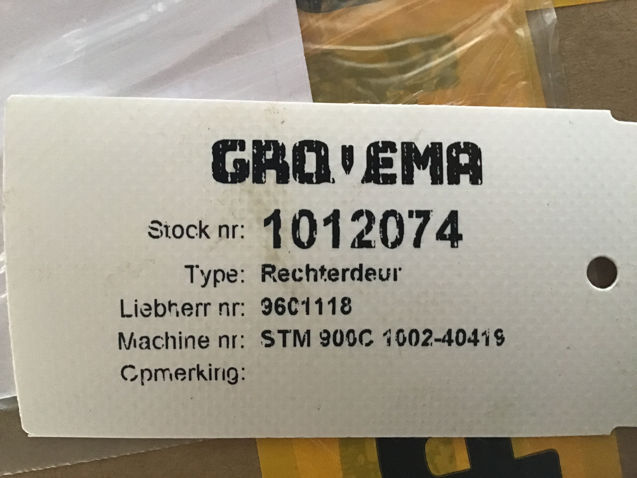 GROVEMA
Stock nr: 1012074
Type: Rechterdeur
Liebherr nr: 9601118
Machine nr: STM 900C 1002-40419
Opmerking: